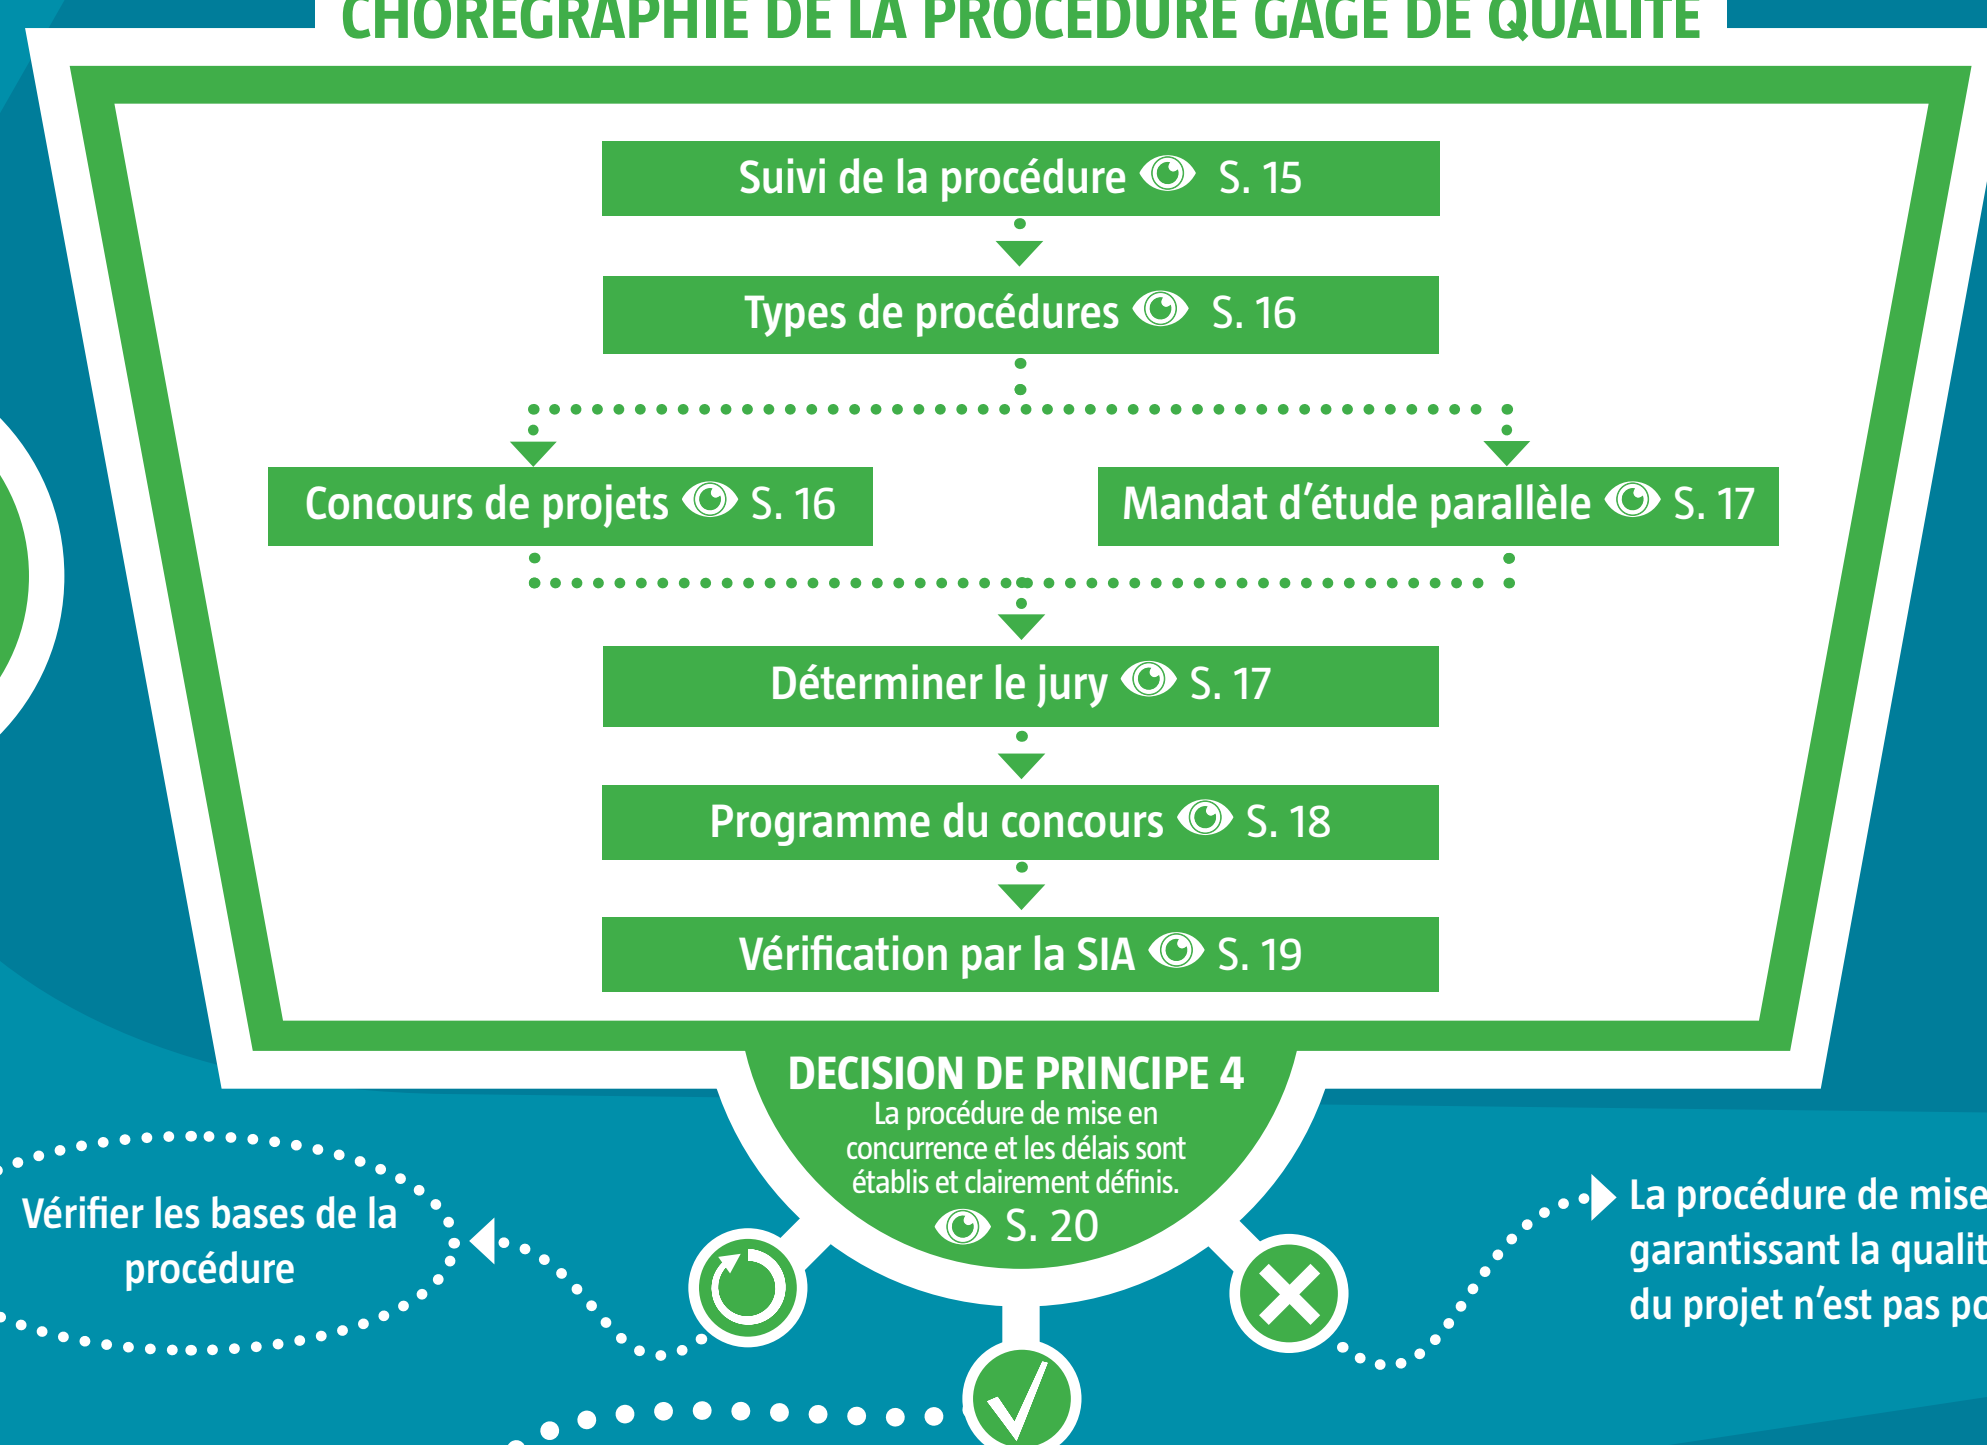 CHORÉGRAPHIE DE LA PROCÉDURE GAGE DE QUALITÉ
Suivi de la procédure S. 15
Types de procédures S. 16
Concours de projets S. 16
Mandat d’étude parallèle S. 17
Déterminer le jury S. 17
Programme du concours S. 18
Vérification par la SIA S. 19
DECISION DE PRINCIPE 4
La procédure de mise en
concurrence et les délais sont
établis et clairement définis.
S. 20
Vérifier les bases de la
procédure
La procédure de mise
garantissant la
du projet n’est pas